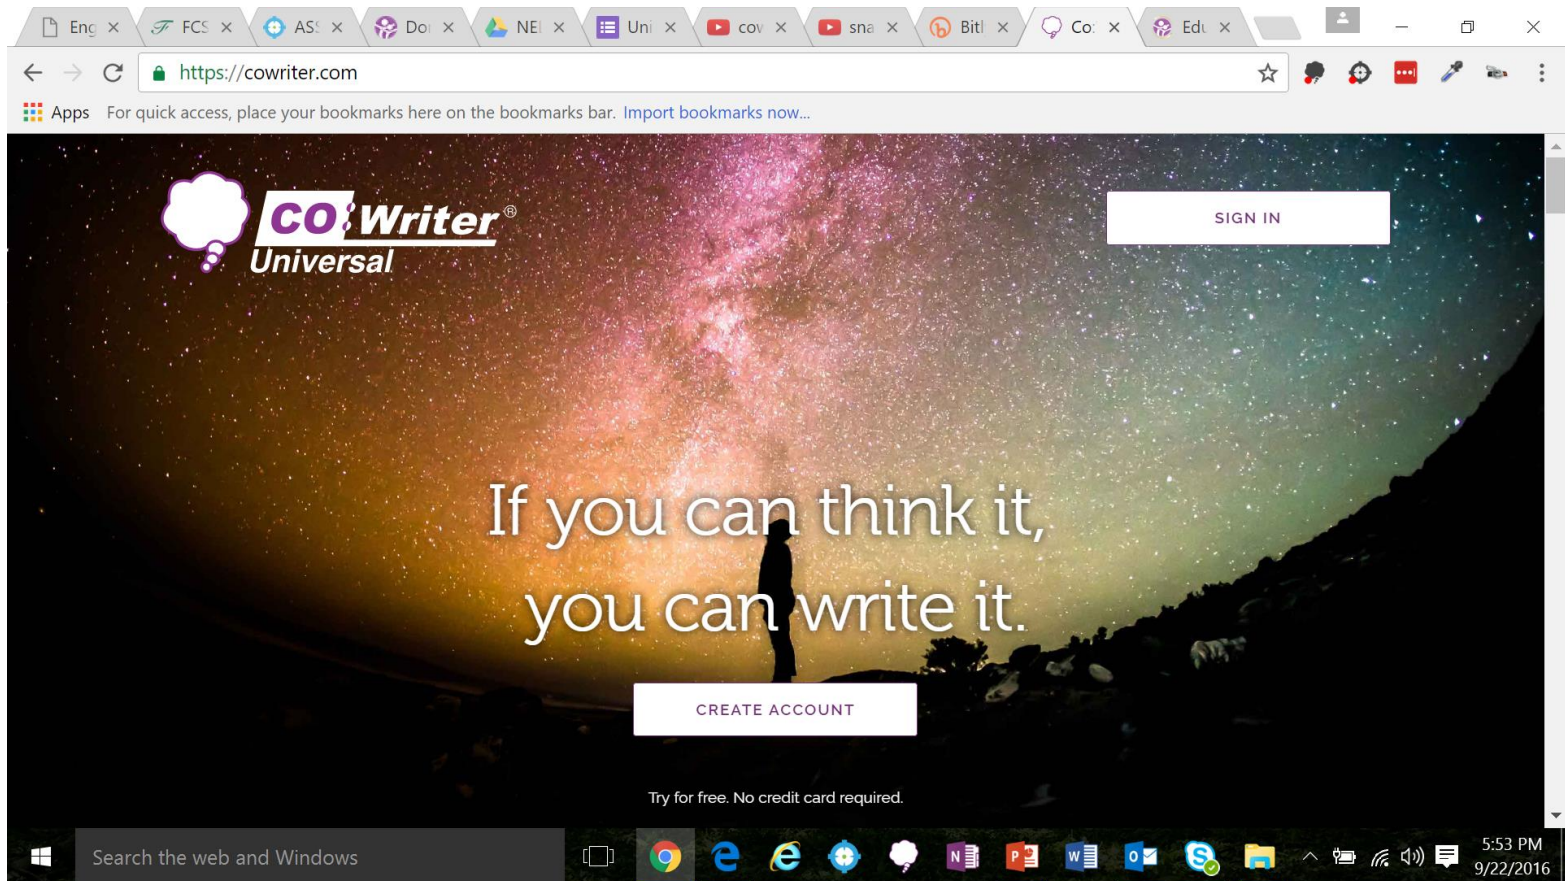 Eng
FCS
ASS
Do
NE
Uni
cov
sna
Bitl
Co:
Edu
https://cowriter.com
Apps For quick access, place your bookmarks here on the bookmarks bar. Import bookmarks now...
CO:Writer®
Universal
SIGN IN
If you can think it,
you can write it.
CREATE ACCOUNT
Try for free. No credit card required.
Search the web and Windows
5:53 PM
9/22/2016